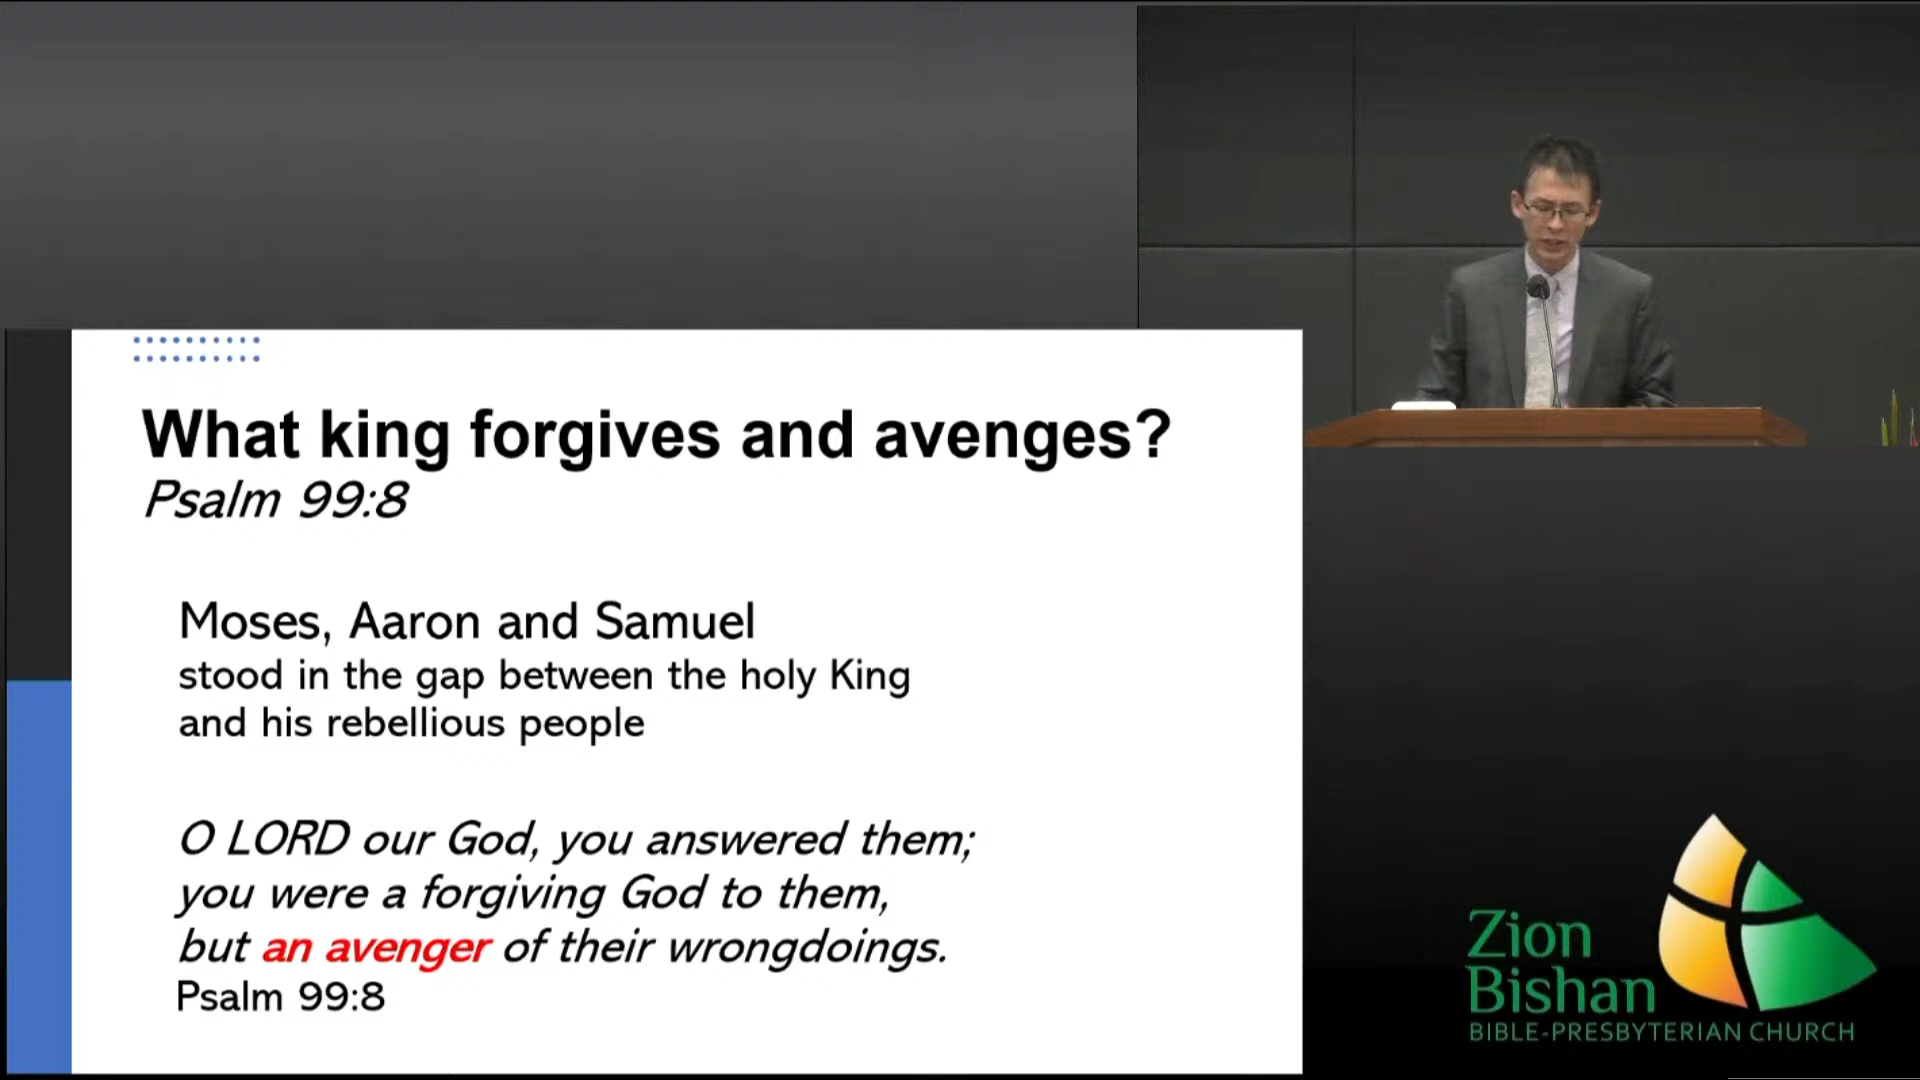 What king forgives and avenges?
Psalm 99:8
Moses, Aaron and Samuel
stood in the gap between the holy King
and his rebellious people
O LORD our God, you answered them;
you were a forgiving God to them,
but an avenger of their wrongdoings.
Psalm 99:8
Zion
Bishan
BIBLE-PRESBYTERIAN CHURCH